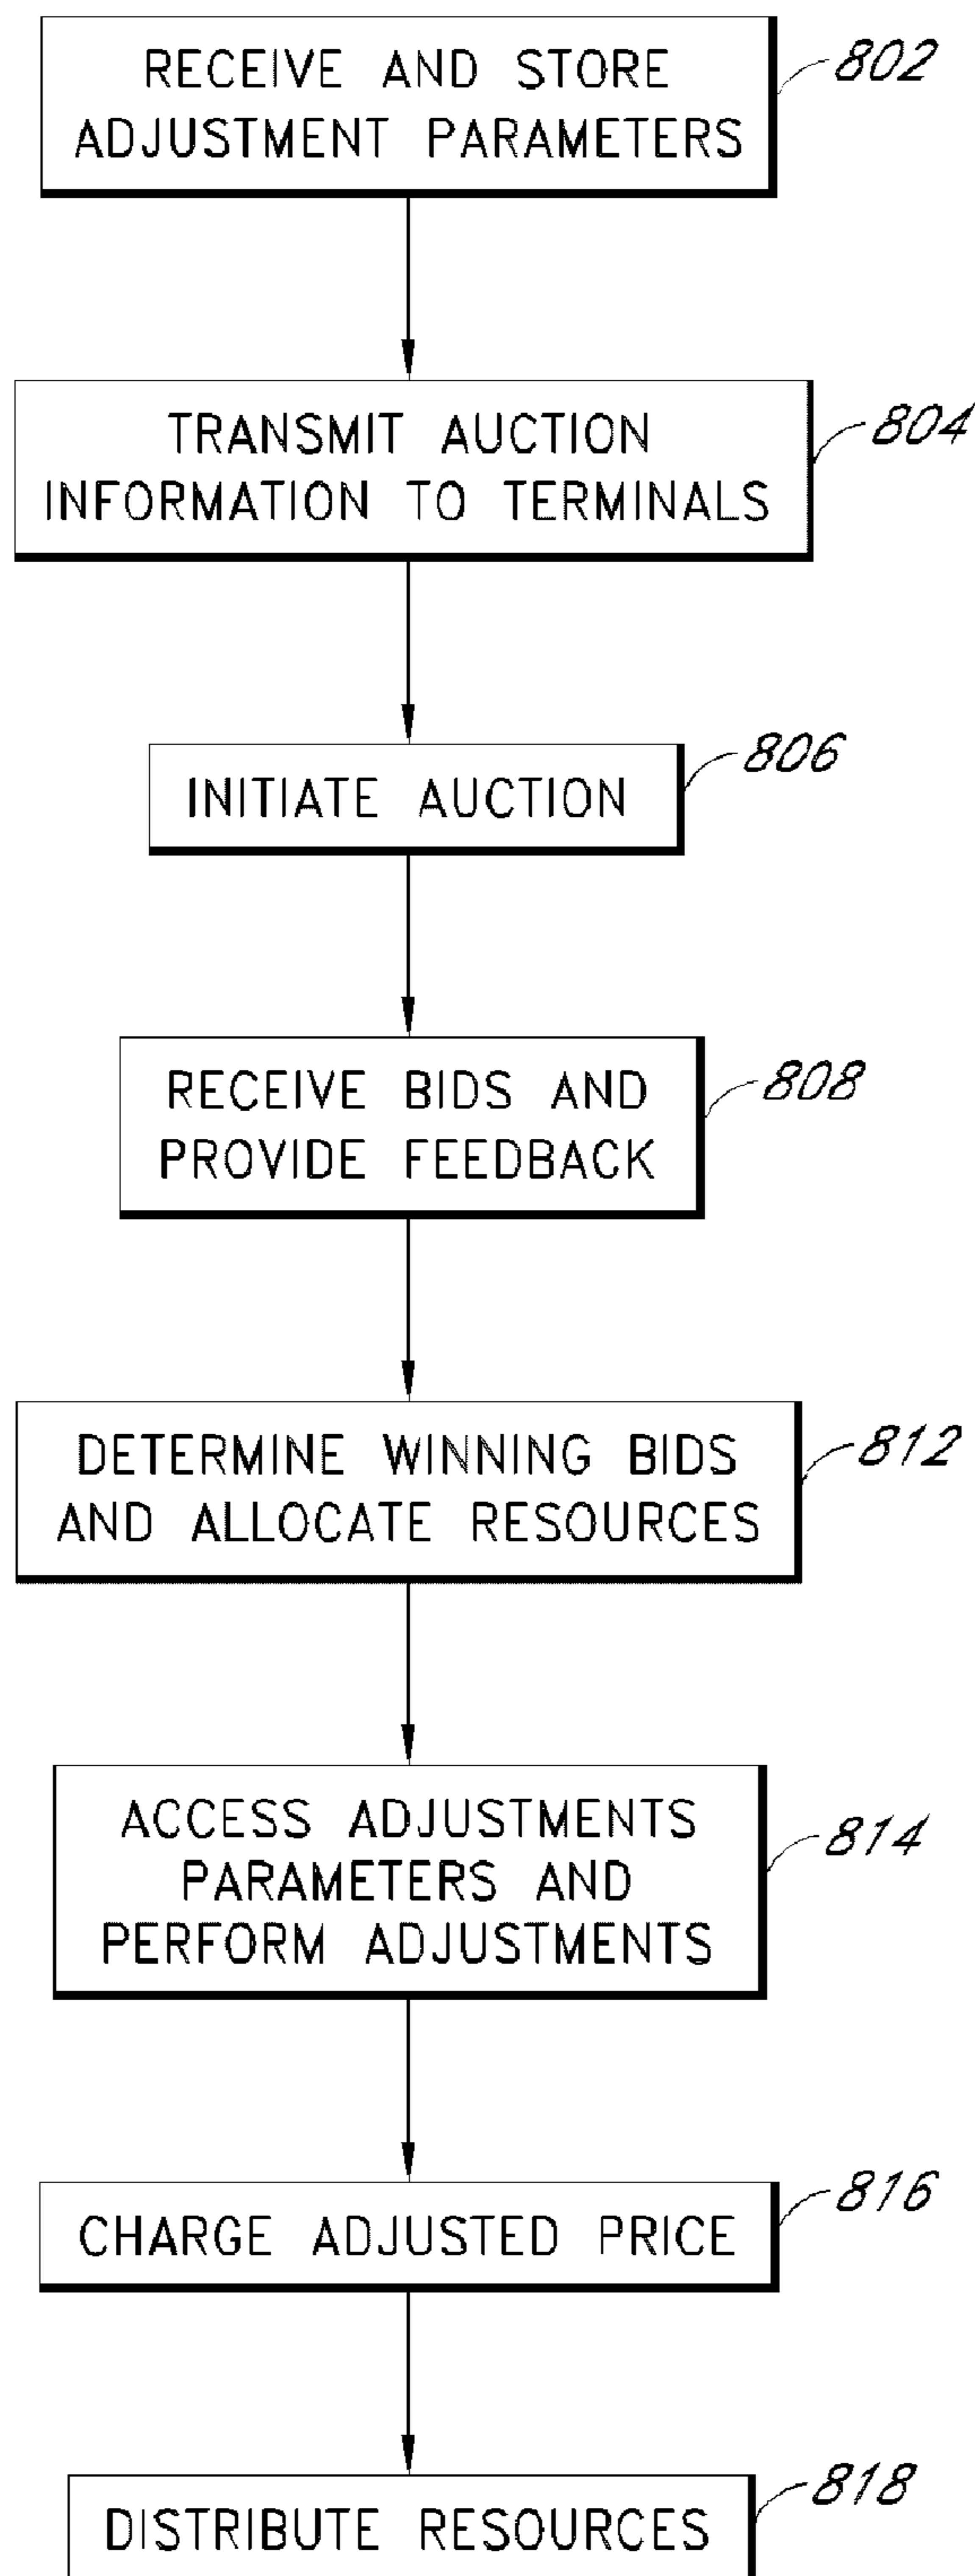 RECEIVE AND STORE
ADJUSTMENT PARAMETERS
802
TRANSMIT AUCTION
INFORMATION TO TERMINALS
804
INITIATE AUCTION
806
RECEIVE BIDS AND
PROVIDE FEEDBACK
808
DETERMINE WINNING BIDS
AND ALLOCATE RESOURCES
812
ACCESS ADJUSTMENTS
PARAMETERS AND
PERFORM ADJUSTMENTS
814
CHARGE ADJUSTED PRICE
816
DISTRIBUTE RESOURCES
818